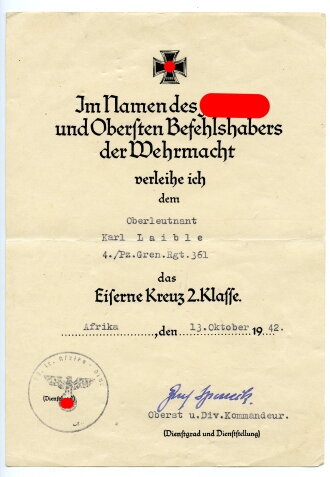 Im Namen des
und Obersten Befehlshabers
der Wehrmacht
verleihe ich
dem
Oberleutnant
Karl Laible
4./Pz.Gren.Rgt.361
das
Eiserne Kreuz 2.Klasse.
Afrika, den 13.Oktober 1942.
(Dienstsiegel)
Oberst u.Div.Kommandeur.
(Dienstgrad und Dienststellung)